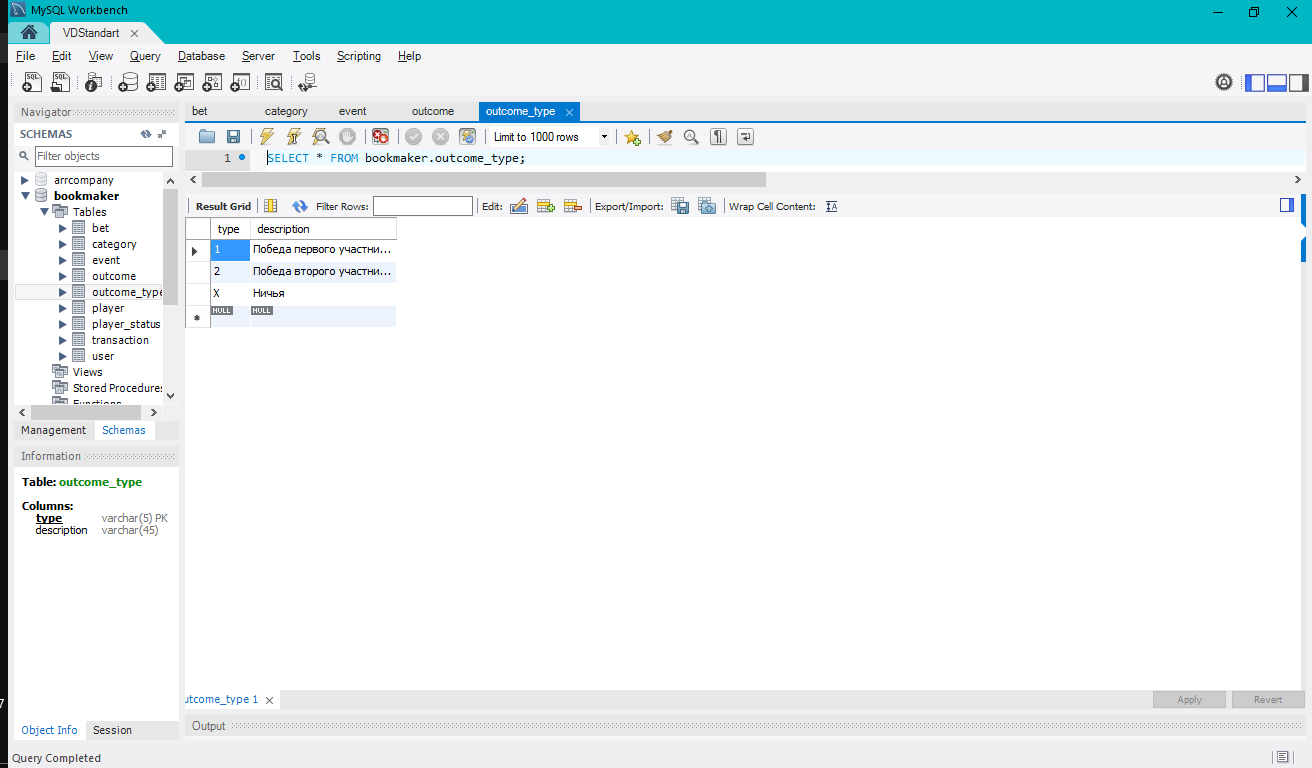 MySQL Workbench
VDStandart
File Edit View Query Database Server Tools Scripting Help
Navigator
SCHEMAS
Filter objects
arrcompany
bookmaker
Tables
bet
category
event
outcome
outcome_type
player
player_status
transaction
user
Views
Stored Procedures
Functions
Management Schemas
Information
Table: outcome_type
Columns:
type varchar(5) PK
description varchar(45)
Object Info Session
bet category event outcome outcome_type
Limit to 1000 rows
1 SELECT * FROM bookmaker.outcome_type;
Result Grid Filter Rows: Edit: Export/Import: Wrap Cell Content:
type description
1 Победа первого участни...
2 Победа второго участни...
X Ничья
NULL NULL
utcome_type 1
Apply Revert
Output
Query Completed
7